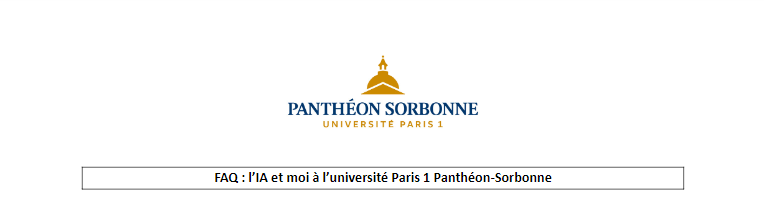 PANTHÉON SORBONNE
UNIVERSITÉ PARIS 1
FAQ : l’IA et moi à l’université Paris 1 Panthéon-Sorbonne